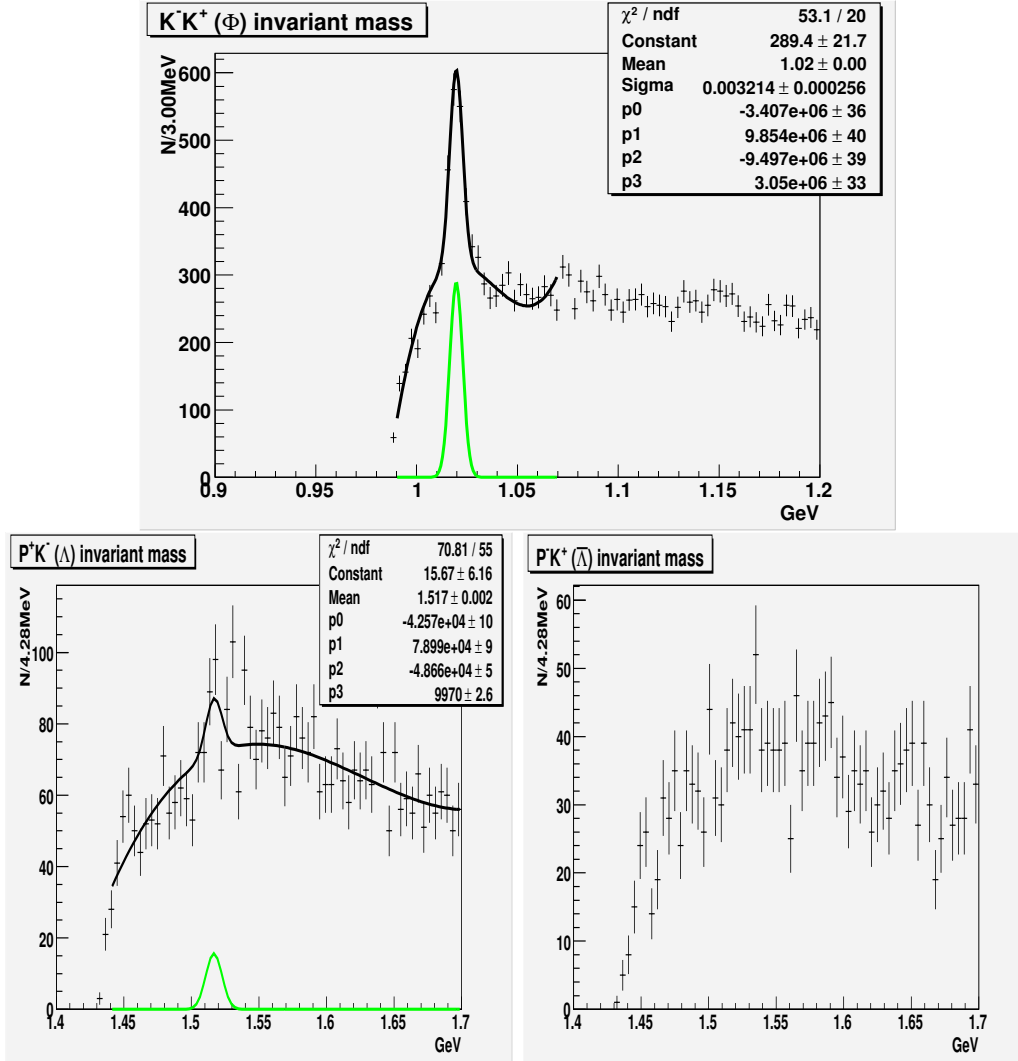 K⁻K⁺ (Φ) invariant mass
χ² / ndf 53.1 / 20
Constant 289.4 ± 21.7
Mean 1.02 ± 0.00
Sigma 0.003214 ± 0.000256
p0 -3.407e+06 ± 36
p1 9.854e+06 ± 40
p2 -9.497e+06 ± 39
p3 3.05e+06 ± 33
N/3.00MeV
600
500
400
300
200
100
0
0.9 0.95 1 1.05 1.1 1.15 1.2
GeV
P⁺K⁻ (Λ) invariant mass
χ² / ndf 70.81 / 55
Constant 15.67 ± 6.16
Mean 1.517 ± 0.002
p0 -4.257e+04 ± 10
p1 7.899e+04 ± 9
p2 -4.866e+04 ± 5
p3 9970 ± 2.6
N/4.28MeV
100
80
60
40
20
0
1.4 1.45 1.5 1.55 1.6 1.65 1.7
GeV
P⁻K⁺ (Λ̅) invariant mass
N/4.28MeV
60
50
40
30
20
10
0
1.4 1.45 1.5 1.55 1.6 1.65 1.7
GeV